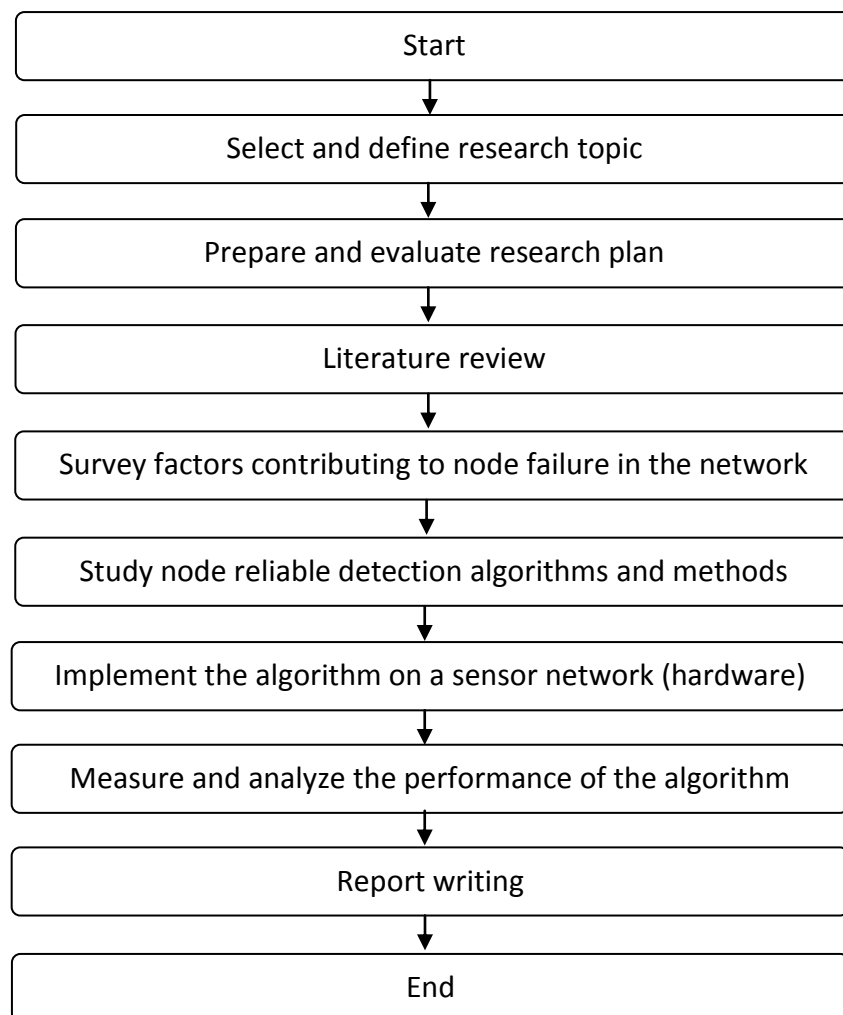 Start
Select and define research topic
Prepare and evaluate research plan
Literature review
Survey factors contributing to node failure in the network
Study node reliable detection algorithms and methods
Implement the algorithm on a sensor network (hardware)
Measure and analyze the performance of the algorithm
Report writing
End